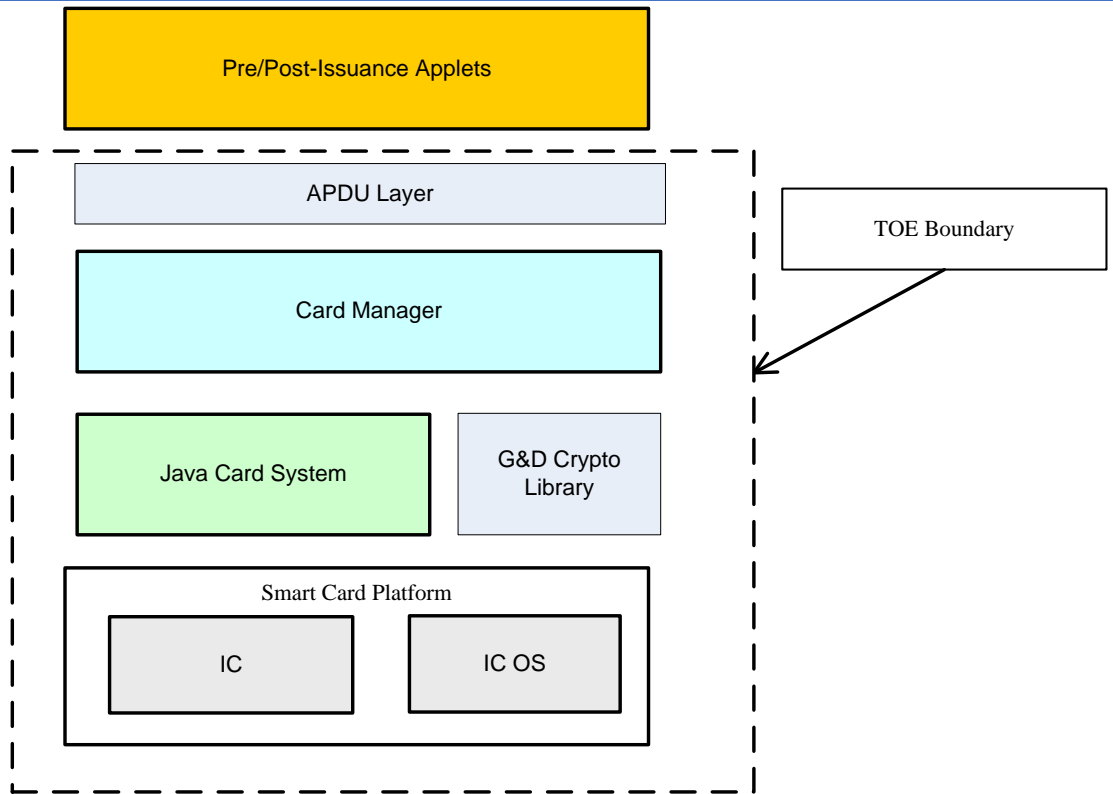 Pre/Post-Issuance Applets
APDU Layer
TOE Boundary
Card Manager
Java Card System
G&D Crypto
Library
Smart Card Platform
IC
IC OS